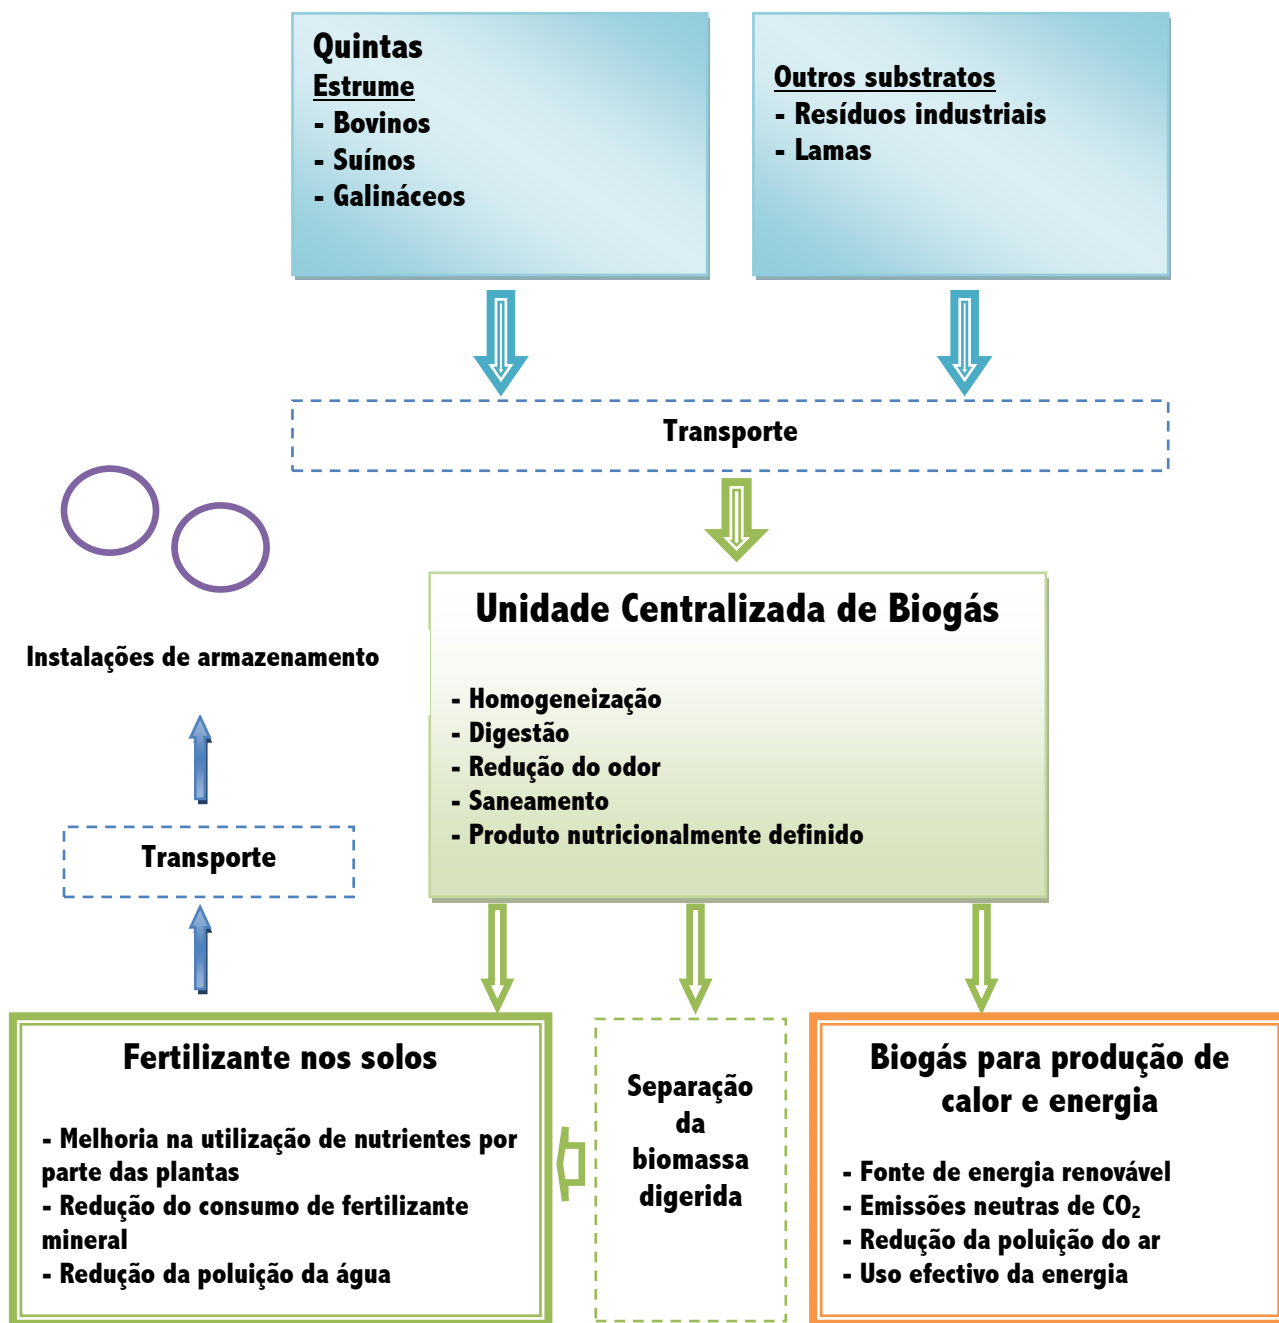 Quintas
Estrume
- Bovinos
- Suínos
- Galináceos
Outros substratos
- Resíduos industriais
- Lamas
Transporte
Unidade Centralizada de Biogás
- Homogeneização
- Digestão
- Redução do odor
- Saneamento
- Produto nutricionalmente definido
Instalações de armazenamento
Transporte
Fertilizante nos solos
- Melhoria na utilização de nutrientes por
parte das plantas
- Redução do consumo de fertilizante
mineral
- Redução da poluição da água
Separação
da
biomassa
digerida
Biogás para produção de
calor e energia
- Fonte de energia renovável
- Emissões neutras de CO₂
- Redução da poluição do ar
- Uso efectivo da energia